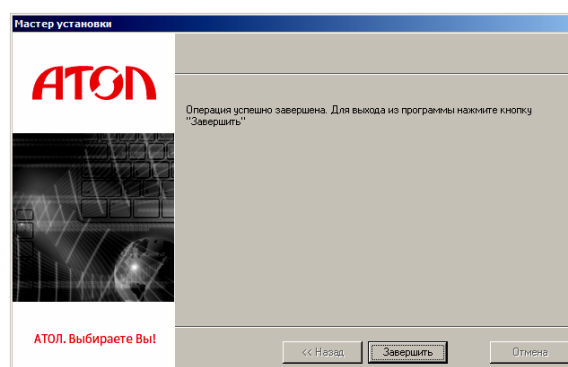 Мастер установки
АТОЛ
Операция успешно завершена. Для выхода из программы нажмите кнопку
"Завершить"
АТОЛ. Выбираете Вы!
<< Назад
Завершить
Отмена